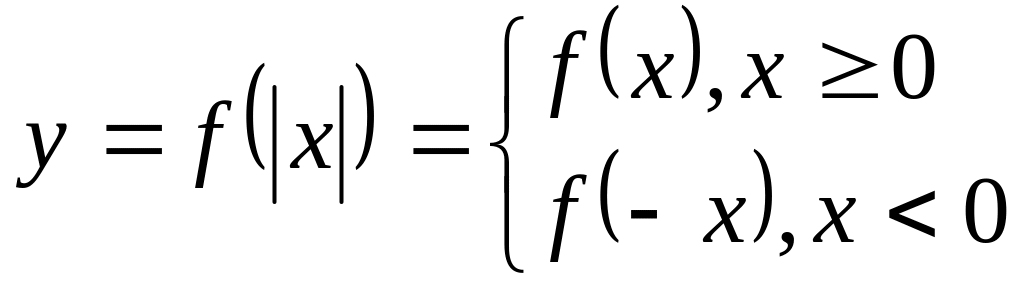 y = f(|x|) = { f(x), x ≥ 0
f(- x), x < 0